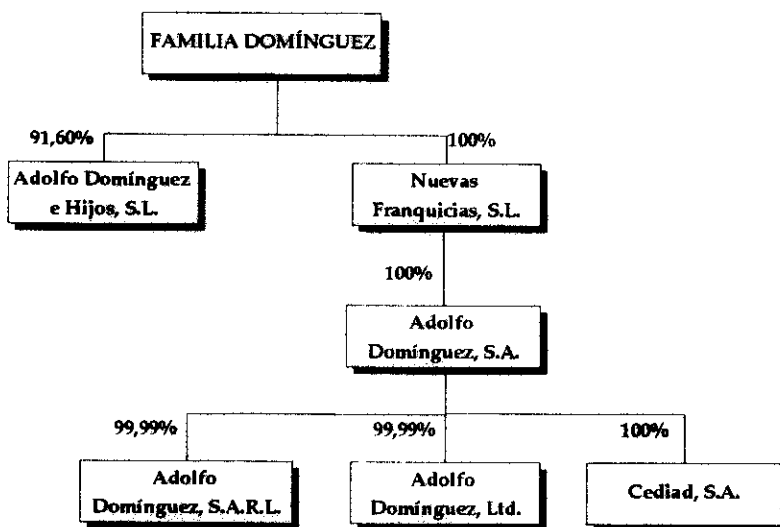 FAMILIA DOMÍNGUEZ
91,60%
100%
Adolfo Domínguez
e Hijos, S.L.
Nuevas
Franquicias, S.L.
100%
Adolfo
Domínguez, S.A.
99,99%
99,99%
100%
Adolfo
Domínguez, S.A.R.L.
Adolfo
Domínguez, Ltd.
Cediad, S.A.